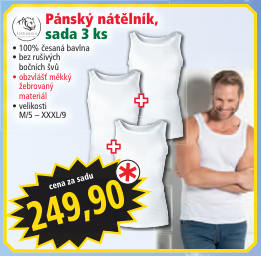 Pánský nátělník,
sada 3 ks
• 100% česaná bavlna
• bez rušivých
bočních švů
• obzvlášť měkký
žebrovaný
materiál
• velikosti
M/5 – XXXL/9
+
+
*
cena za sadu
249,90